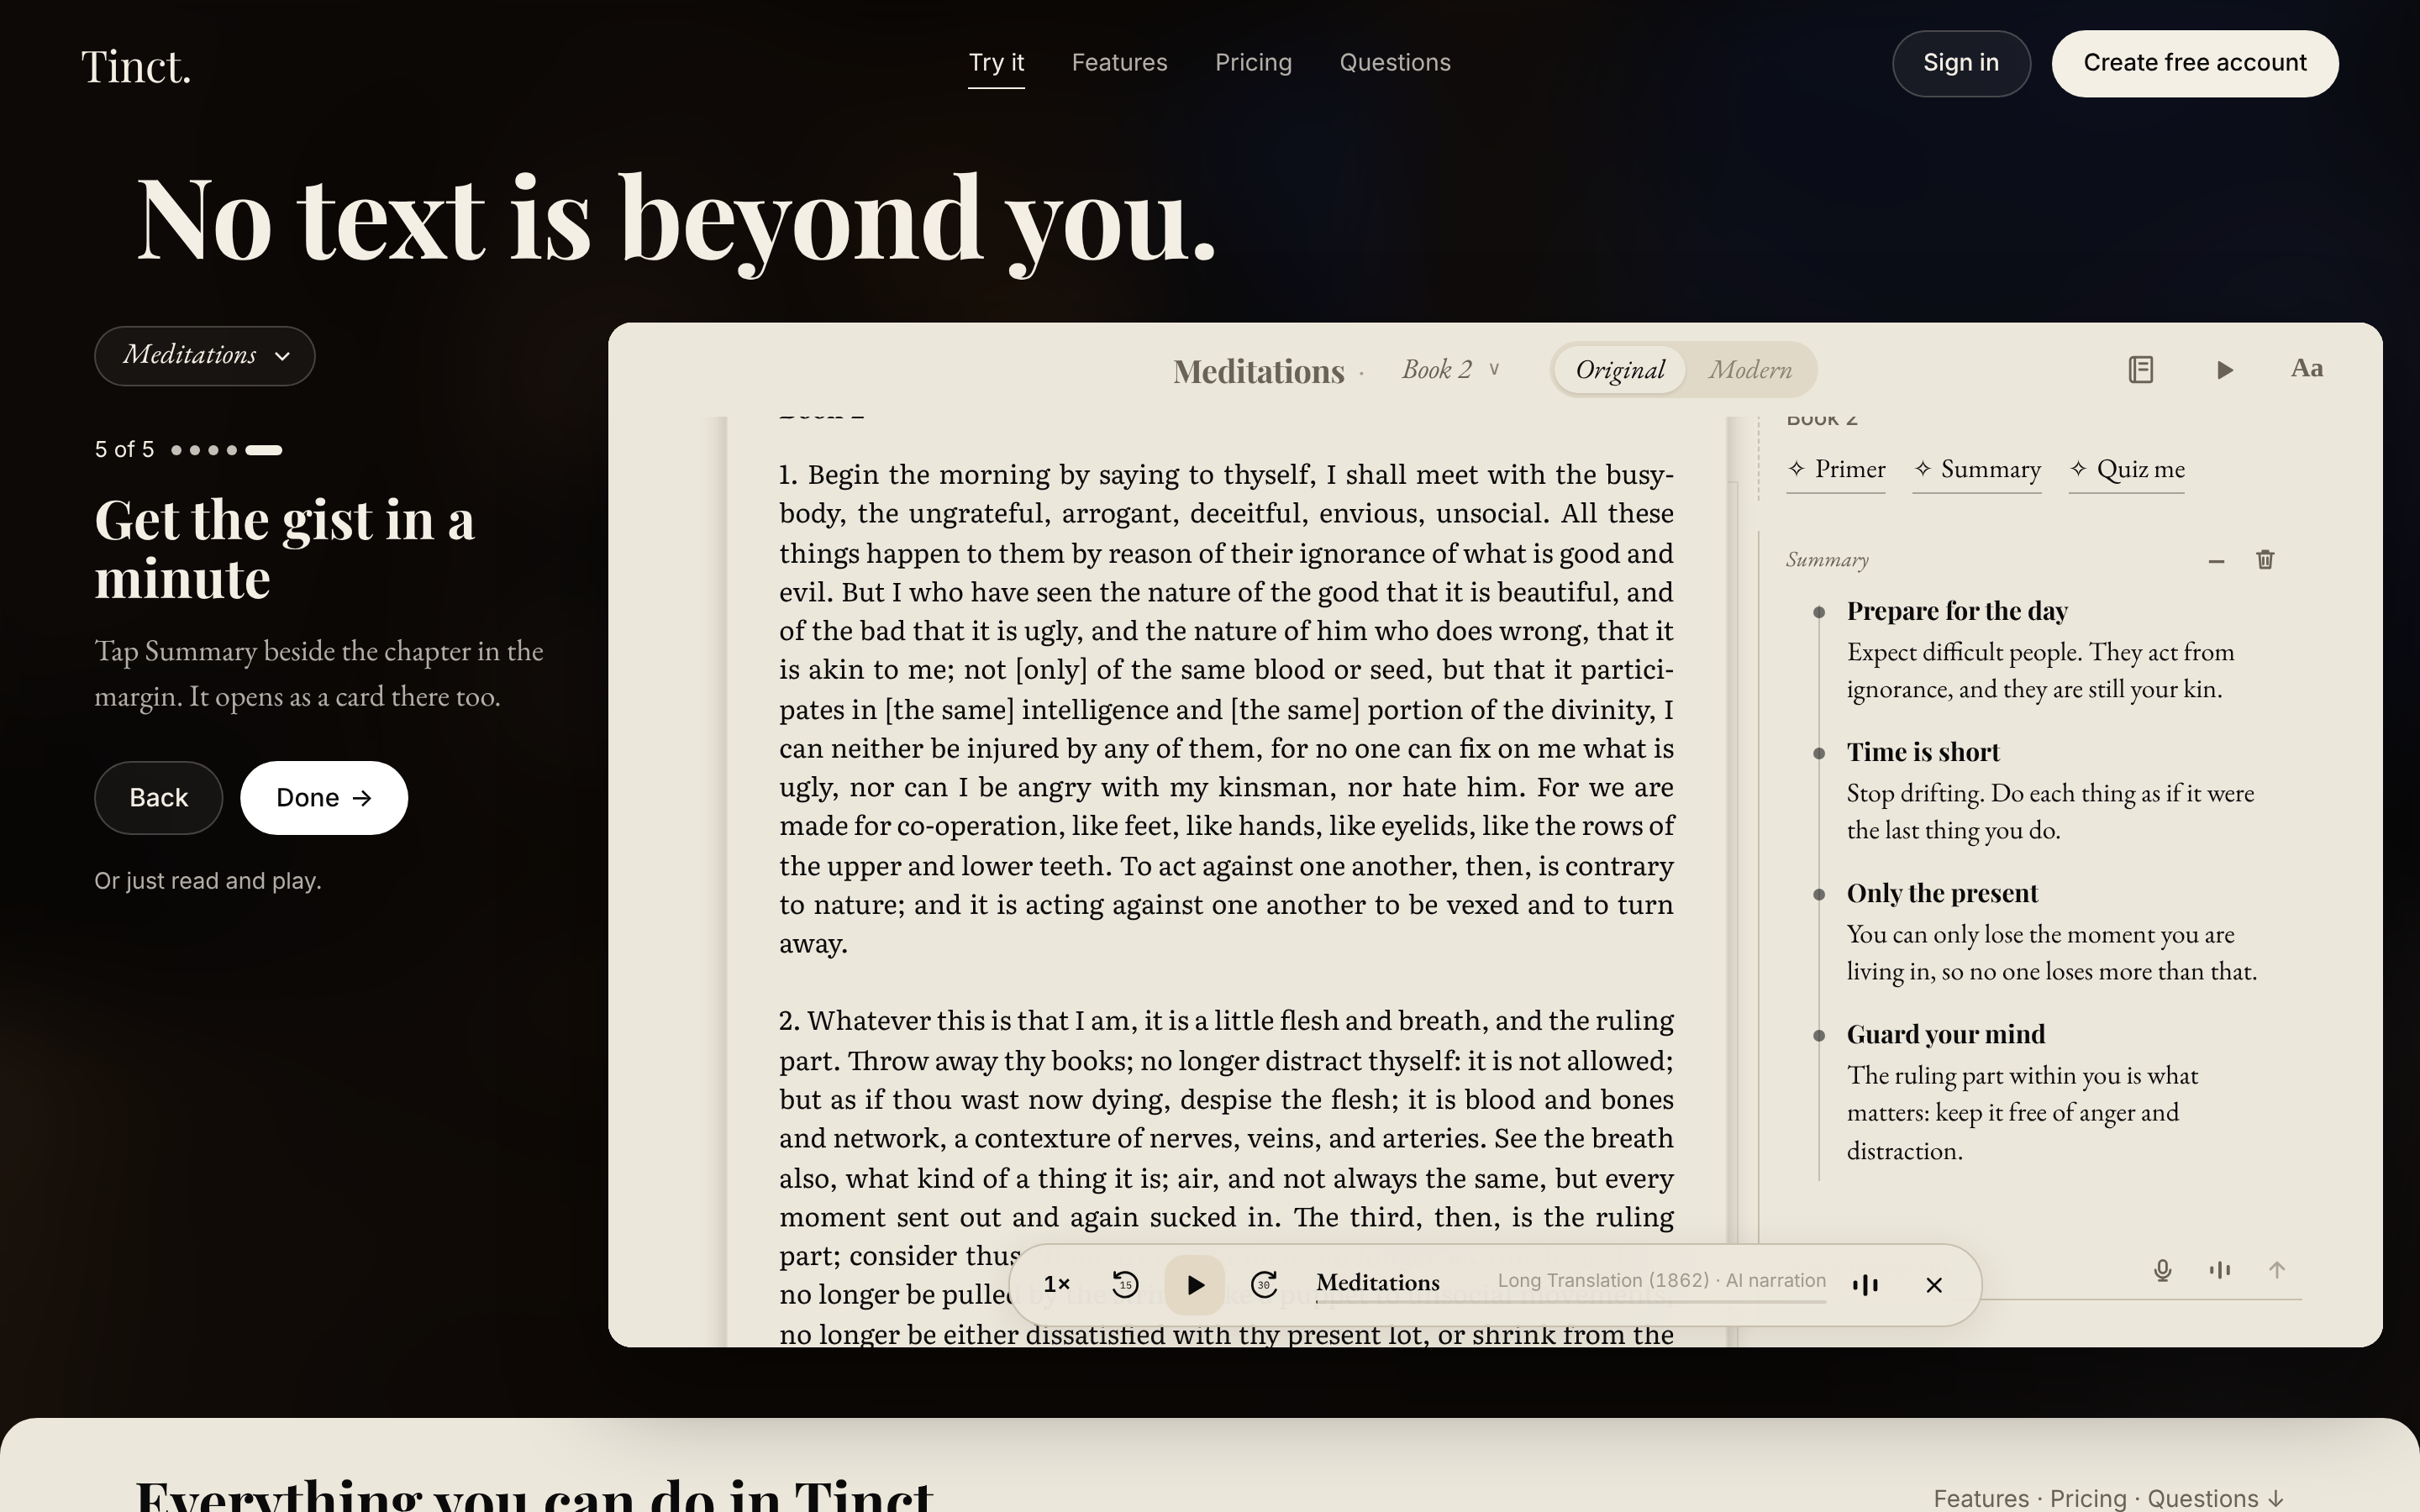 Tinct.
Try it
Features
Pricing
Questions
Sign in
Create free account
No text is beyond you.
Meditations
5 of 5
Get the gist in a
minute
Tap Summary beside the chapter in the
margin. It opens as a card there too.
Back
Done →
Or just read and play.
Meditations ·
Book 2
Original
Modern
Aa
Book 2
1. Begin the morning by saying to thyself, I shall meet with the busy-
body, the ungrateful, arrogant, deceitful, envious, unsocial. All these
things happen to them by reason of their ignorance of what is good and
evil. But I who have seen the nature of the good that it is beautiful, and
of the bad that it is ugly, and the nature of him who does wrong, that it
is akin to me; not [only] of the same blood or seed, but that it partici-
pates in [the same] intelligence and [the same] portion of the divinity, I
can neither be injured by any of them, for no one can fix on me what is
ugly, nor can I be angry with my kinsman, nor hate him. For we are
made for co-operation, like feet, like hands, like eyelids, like the rows of
the upper and lower teeth. To act against one another, then, is contrary
to nature; and it is acting against one another to be vexed and to turn
away.
2. Whatever this is that I am, it is a little flesh and breath, and the ruling
part. Throw away thy books; no longer distract thyself: it is not allowed;
but as if thou wast now dying, despise the flesh; it is blood and bones
and network, a contexture of nerves, veins, and arteries. See the breath
also, what kind of a thing it is; air, and not always the same, but every
moment sent out and again sucked in. The third, then, is the ruling
part; consider thus
no longer be pulled by the
no longer be either dissatisfied with thy present lot, or shrink from the
Book 2
✧ Primer
✧ Summary
✧ Quiz me
Summary
Prepare for the day
Expect difficult people. They act from
ignorance, and they are still your kin.
Time is short
Stop drifting. Do each thing as if it were
the last thing you do.
Only the present
You can only lose the moment you are
living in, so no one loses more than that.
Guard your mind
The ruling part within you is what
matters: keep it free of anger and
distraction.
1×
15
30
Meditations
Long Translation (1862) · AI narration
Everything you can do in Tinct
Features · Pricing · Questions ↓